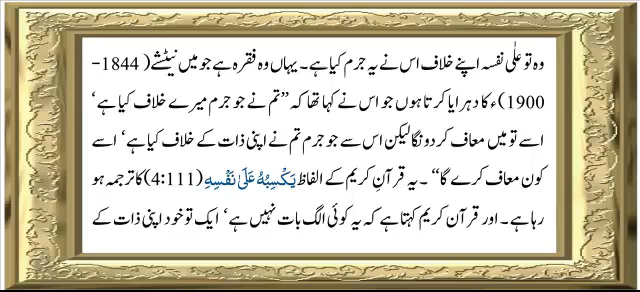 وہ تو علٰی نفسہ اپنے خلاف اس نے یہ جرم کیا ہے۔ یہاں وہ فقرہ ہے جو میں نیٹشے( 1844-
1900)ء کا دہرایا کرتا ہوں جو اس نے کہا تھا کہ ”تم نے جو جرم میرے خلاف کیا ہے‘
اسے تو میں معاف کردونگا لیکن اس سے جو جرم تم نے اپنی ذات کے خلاف کیا ہے‘ اسے
کون معاف کرے گا“۔ یہ قرآنِ کریم کے الفاظ یَکْسِبُهُ عَلٰی نَفْسِهٖ (4:111) کا ترجمہ ہو
رہا ہے۔ اور قرآن کریم کہتا ہے کہ یہ کوئی الگ بات نہیں ہے‘ ایک تو خود اپنی ذات کے